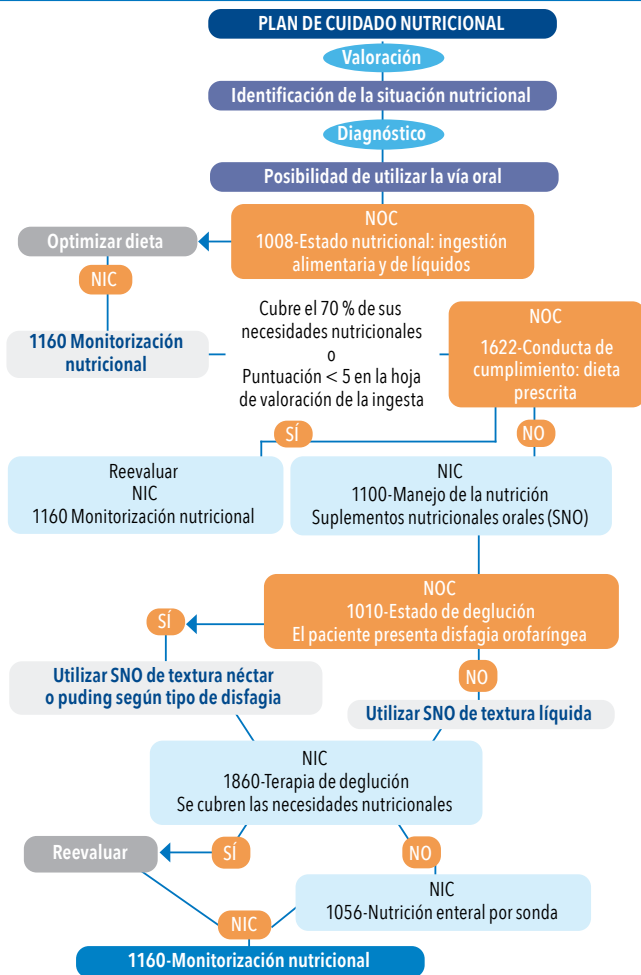 PLAN DE CUIDADO NUTRICIONAL
Valoración
Identificación de la situación nutricional
Diagnóstico
Posibilidad de utilizar la vía oral
NOC
1008-Estado nutricional: ingestión
alimentaria y de líquidos
Optimizar dieta
NIC
1160 Monitorización
nutricional
Cubre el 70 % de sus
necesidades nutricionales
o
Puntuación < 5 en la hoja
de valoración de la ingesta
NOC
1622-Conducta de
cumplimiento: dieta
prescrita
SÍ
NO
Reevaluar
NIC
1160 Monitorización nutricional
NIC
1100-Manejo de la nutrición
Suplementos nutricionales orales (SNO)
NOC
1010-Estado de deglución
El paciente presenta disfagia orofaríngea
SÍ
NO
Utilizar SNO de textura néctar
o puding según tipo de disfagia
Utilizar SNO de textura líquida
NIC
1860-Terapia de deglución
Se cubren las necesidades nutricionales
Reevaluar
SÍ
NO
NIC
1056-Nutrición enteral por sonda
NIC
1160-Monitorización nutricional